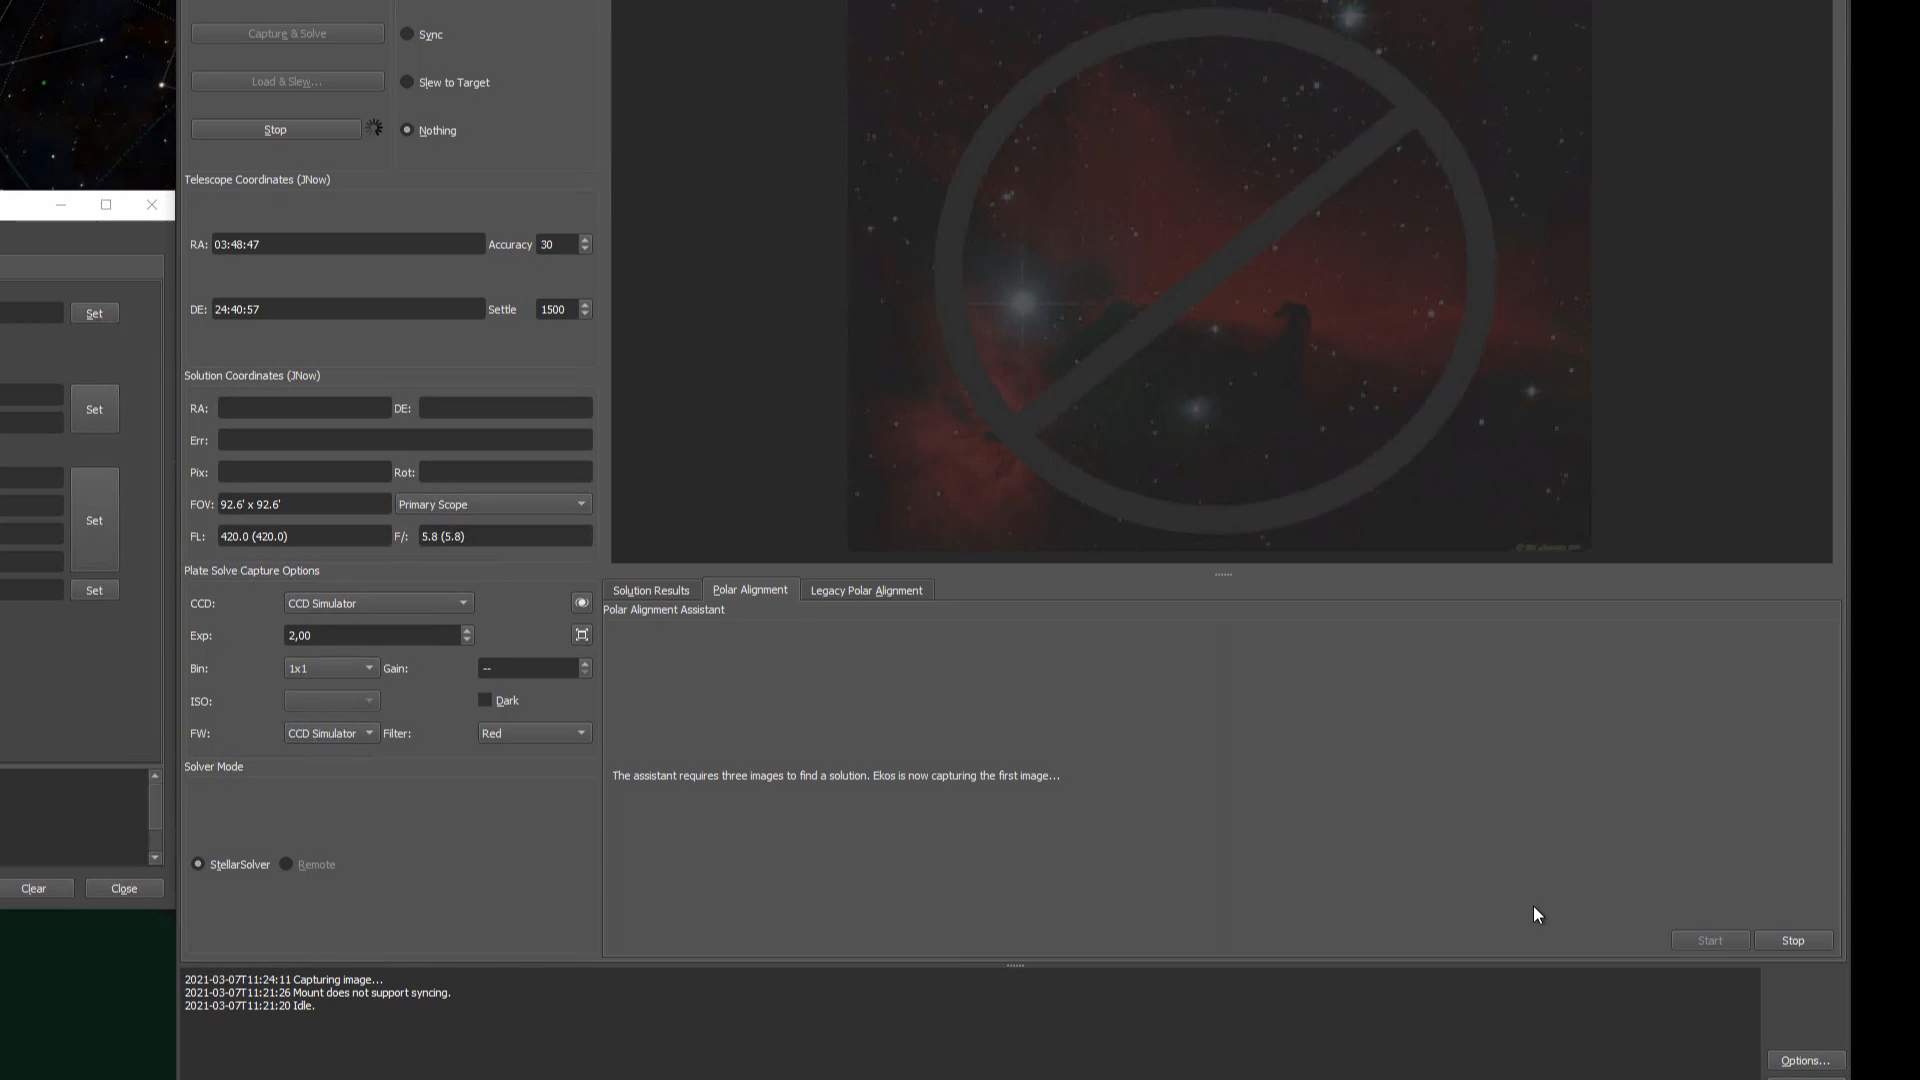 Capture & Solve
Sync
Load & Slew...
Slew to Target
Stop
Nothing
Telescope Coordinates (JNow)
RA: 03:48:47 Accuracy 30
DE: 24:40:57 Settle 1500
Solution Coordinates (JNow)
RA: DE:
Err:
Pix: Rot:
FOV: 92.6' x 92.6' Primary Scope
FL: 420.0 (420.0) F/: 5.8 (5.8)
Plate Solve Capture Options
CCD: CCD Simulator
Exp: 2,00
Bin: 1x1 Gain: --
ISO: Dark
FW: CCD Simulator Filter: Red
Solver Mode
StellarSolver Remote
Set
Set
Set
Set
Clear Close
Solution Results Polar Alignment Legacy Polar Alignment
Polar Alignment Assistant
The assistant requires three images to find a solution. Ekos is now capturing the first image...
Start Stop
2021-03-07T11:24:11 Capturing image...
2021-03-07T11:21:26 Mount does not support syncing.
2021-03-07T11:21:20 Idle.
Options...